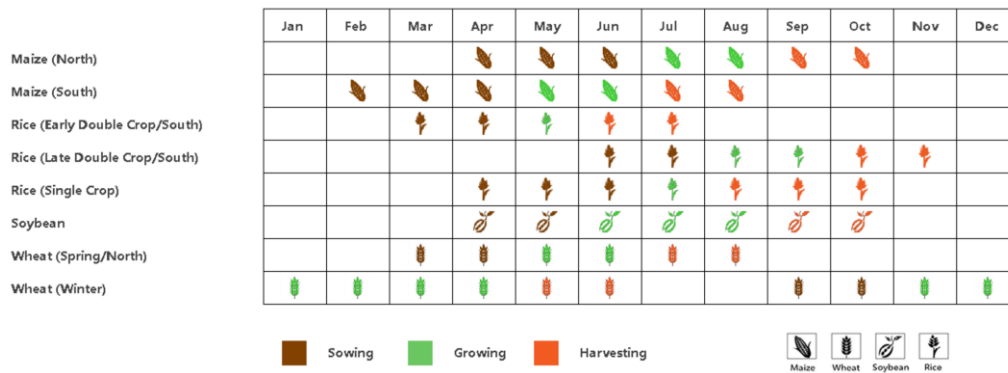 Jan Feb Mar Apr May Jun Jul Aug Sep Oct Nov Dec
Maize (North)
Maize (South)
Rice (Early Double Crop/South)
Rice (Late Double Crop/South)
Rice (Single Crop)
Soybean
Wheat (Spring/North)
Wheat (Winter)
Sowing Growing Harvesting
Maize Wheat Soybean Rice